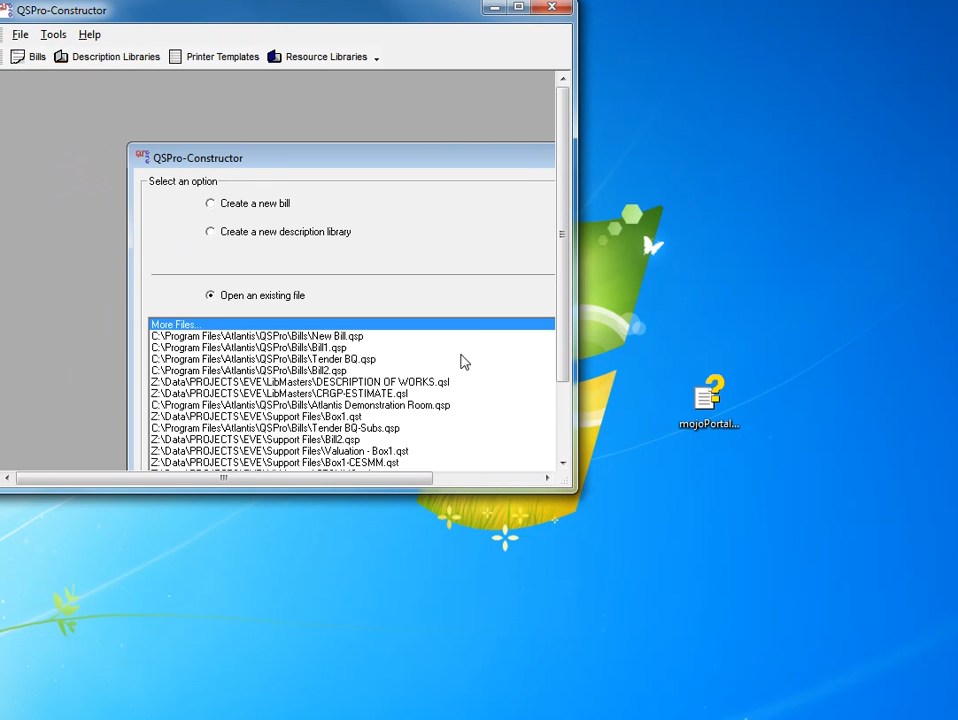 QSPro-Constructor
File Tools Help
Bills Description Libraries Printer Templates Resource Libraries
QSPro-Constructor
Select an option
Create a new bill
Create a new description library
Open an existing file
More Files...
C:\Program Files\Atlantis\QSPro\Bills\New Bill.qsp
C:\Program Files\Atlantis\QSPro\Bills\Bill1.qsp
C:\Program Files\Atlantis\QSPro\Bills\Tender BQ.qsp
C:\Program Files\Atlantis\QSPro\Bills\Bill2.qsp
Z:\Data\PROJECTS\EVE\LibMasters\DESCRIPTION OF WORKS.qsl
Z:\Data\PROJECTS\EVE\LibMasters\CRGP-ESTIMATE.qsl
C:\Program Files\Atlantis\QSPro\Bills\Atlantis Demonstration Room.qsp
Z:\Data\PROJECTS\EVE\Support Files\Box1.qst
C:\Program Files\Atlantis\QSPro\Bills\Tender BQ-Subs.qsp
Z:\Data\PROJECTS\EVE\Support Files\Bill2.qsp
Z:\Data\PROJECTS\EVE\Support Files\Valuation - Box1.qst
Z:\Data\PROJECTS\EVE\Support Files\Box1-CESMM.qst
mojoPortal...